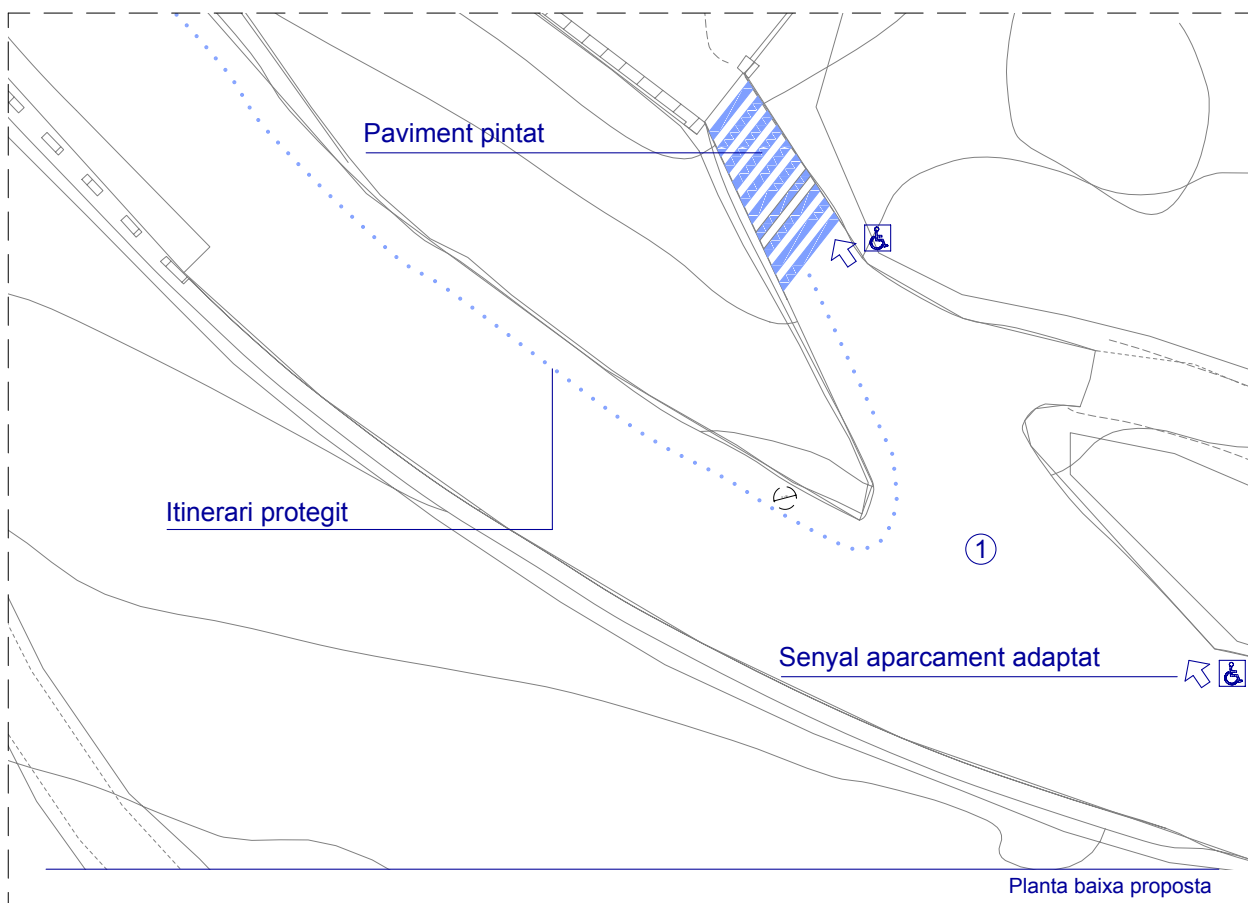 Paviment pintat
Itinerari protegit
1
Senyal aparcament adaptat
Planta baixa proposta